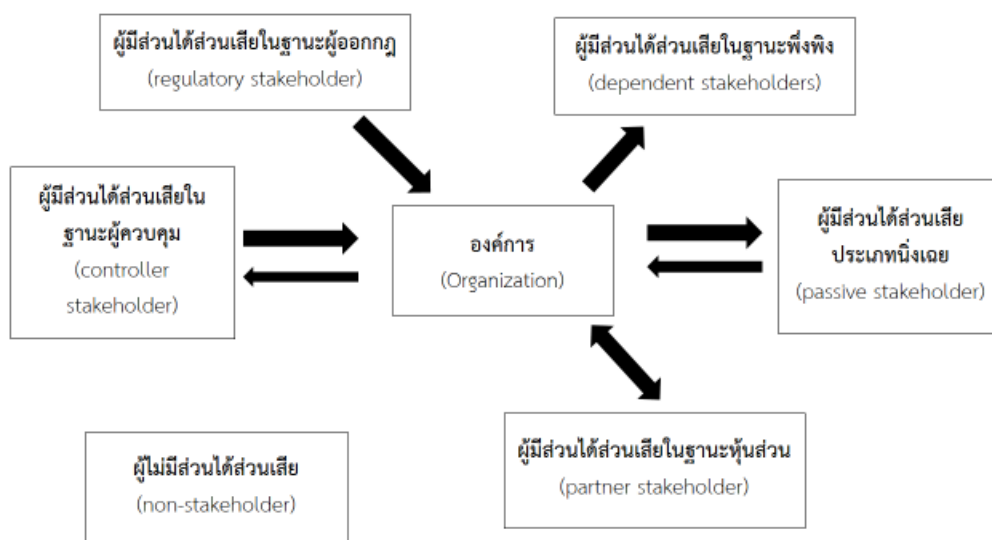 ผู้มีส่วนได้ส่วนเสียในฐานะผู้ออกกฎ
(regulatory stakeholder)
ผู้มีส่วนได้ส่วนเสียในฐานะพึ่งพิง
(dependent stakeholders)
ผู้มีส่วนได้ส่วนเสียใน
ฐานะผู้ควบคุม
(controller
stakeholder)
องค์การ
(Organization)
ผู้มีส่วนได้ส่วนเสีย
ประเภทนิ่งเฉย
(passive stakeholder)
ผู้ไม่มีส่วนได้ส่วนเสีย
(non-stakeholder)
ผู้มีส่วนได้ส่วนเสียในฐานะหุ้นส่วน
(partner stakeholder)